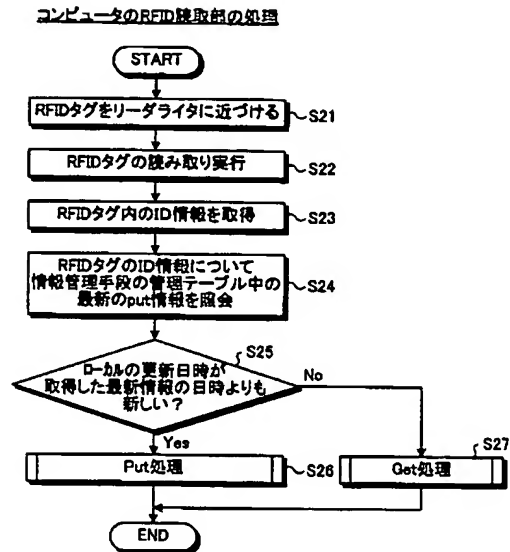 コンピュータのRFID読取部の処理
START
RFIDタグをリーダライタに近づける
S21
RFIDタグの読み取り実行
S22
RFIDタグ内のID情報を取得
S23
RFIDタグのID情報について
情報管理手段の管理テーブル中の
最新のput情報を照会
S24
S25
ローカルの更新日時が
取得した最新情報の日時よりも
新しい？
No
Yes
Put処理
S26
S27
Get処理
END